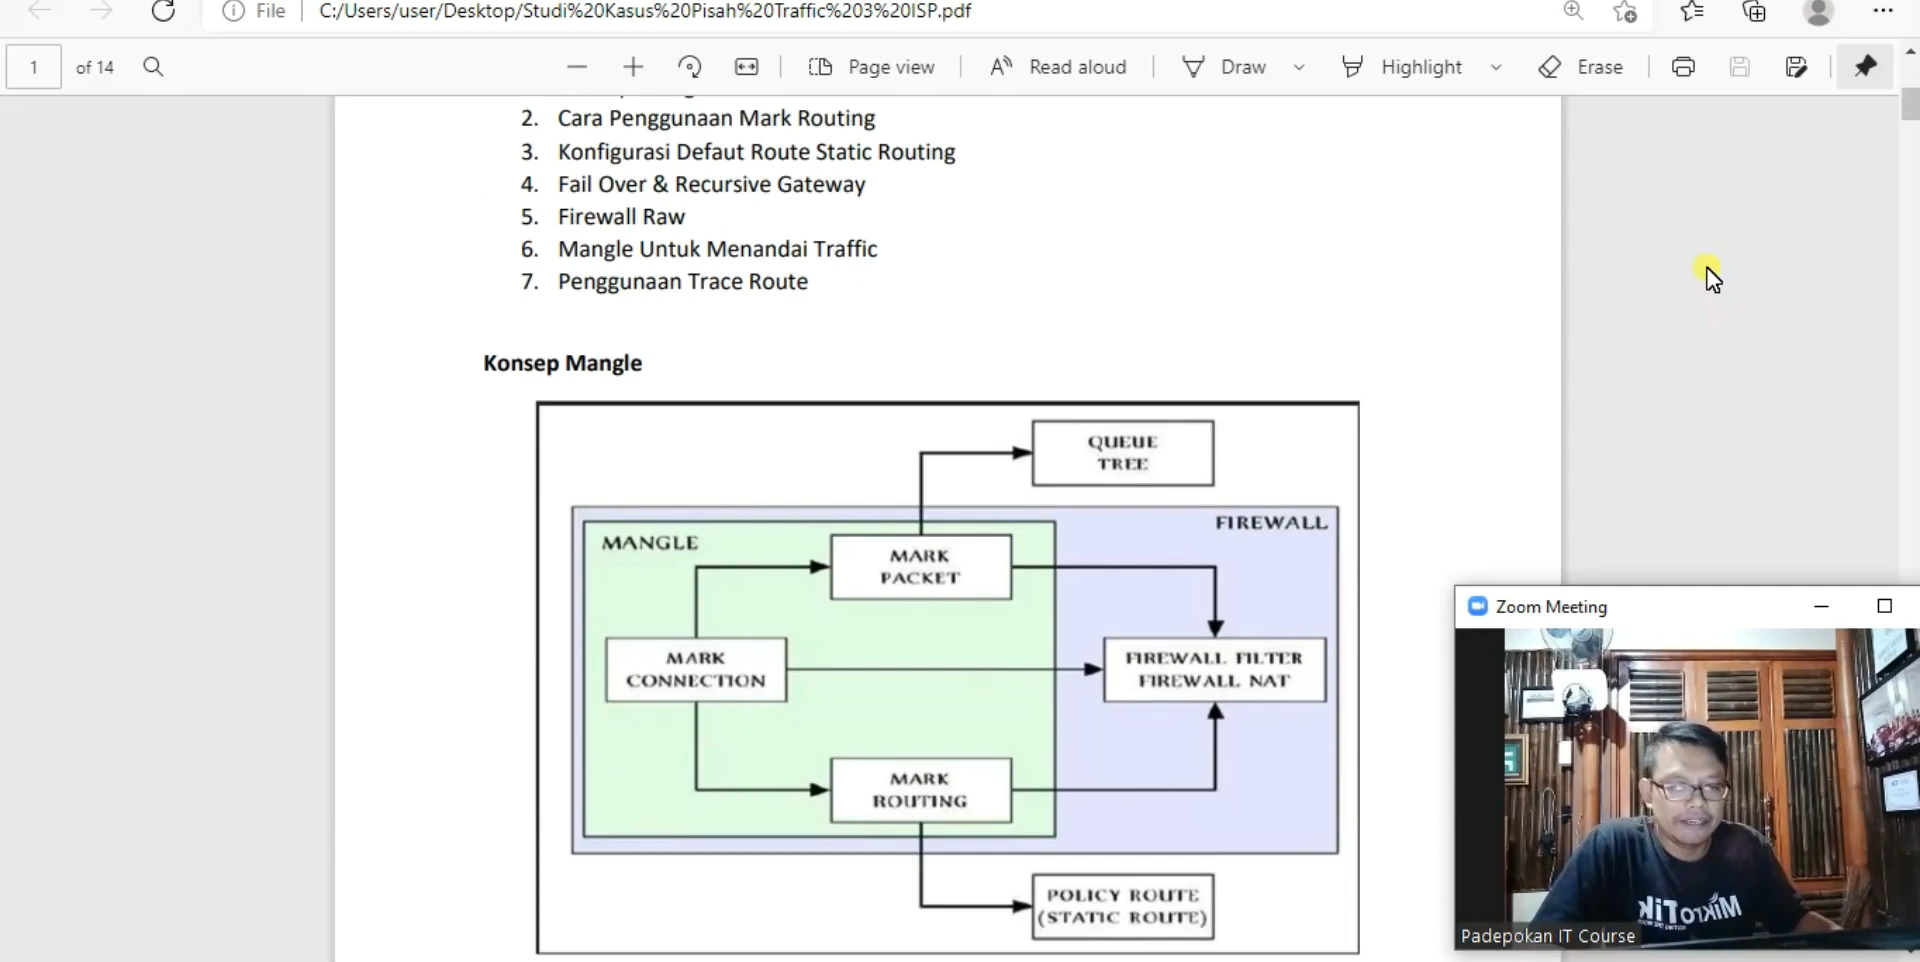 File
C:/Users/user/Desktop/Studi%20Kasus%20Pisah%20Traffic%203%20ISP.pdf
1 of 14
Page view
Read aloud
Draw
Highlight
Erase
2. Cara Penggunaan Mark Routing
3. Konfigurasi Defaut Route Static Routing
4. Fail Over & Recursive Gateway
5. Firewall Raw
6. Mangle Untuk Menandai Traffic
7. Penggunaan Trace Route
Konsep Mangle
QUEUE
TREE
FIREWALL
MANGLE
MARK
PACKET
MARK
CONNECTION
FIREWALL FILTER
FIREWALL NAT
MARK
ROUTING
POLICY ROUTE
(STATIC ROUTE)
Zoom Meeting
MikroTik
Padepokan IT Course